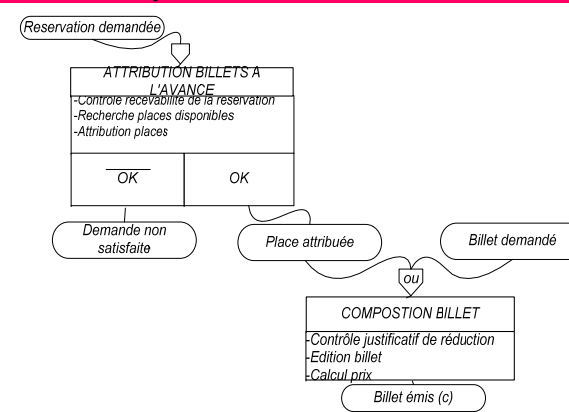 Reservation demandée
ATTRIBUTION BILLETS A
L'AVANCE
-Controle recevabilite de la reservation
-Recherche places disponibles
-Attribution places
OK
OK
Demande non
satisfaite
Place attribuée
Billet demandé
ou
COMPOSTION BILLET
-Contrôle justificatif de réduction
-Edition billet
-Calcul prix
Billet émis (c)